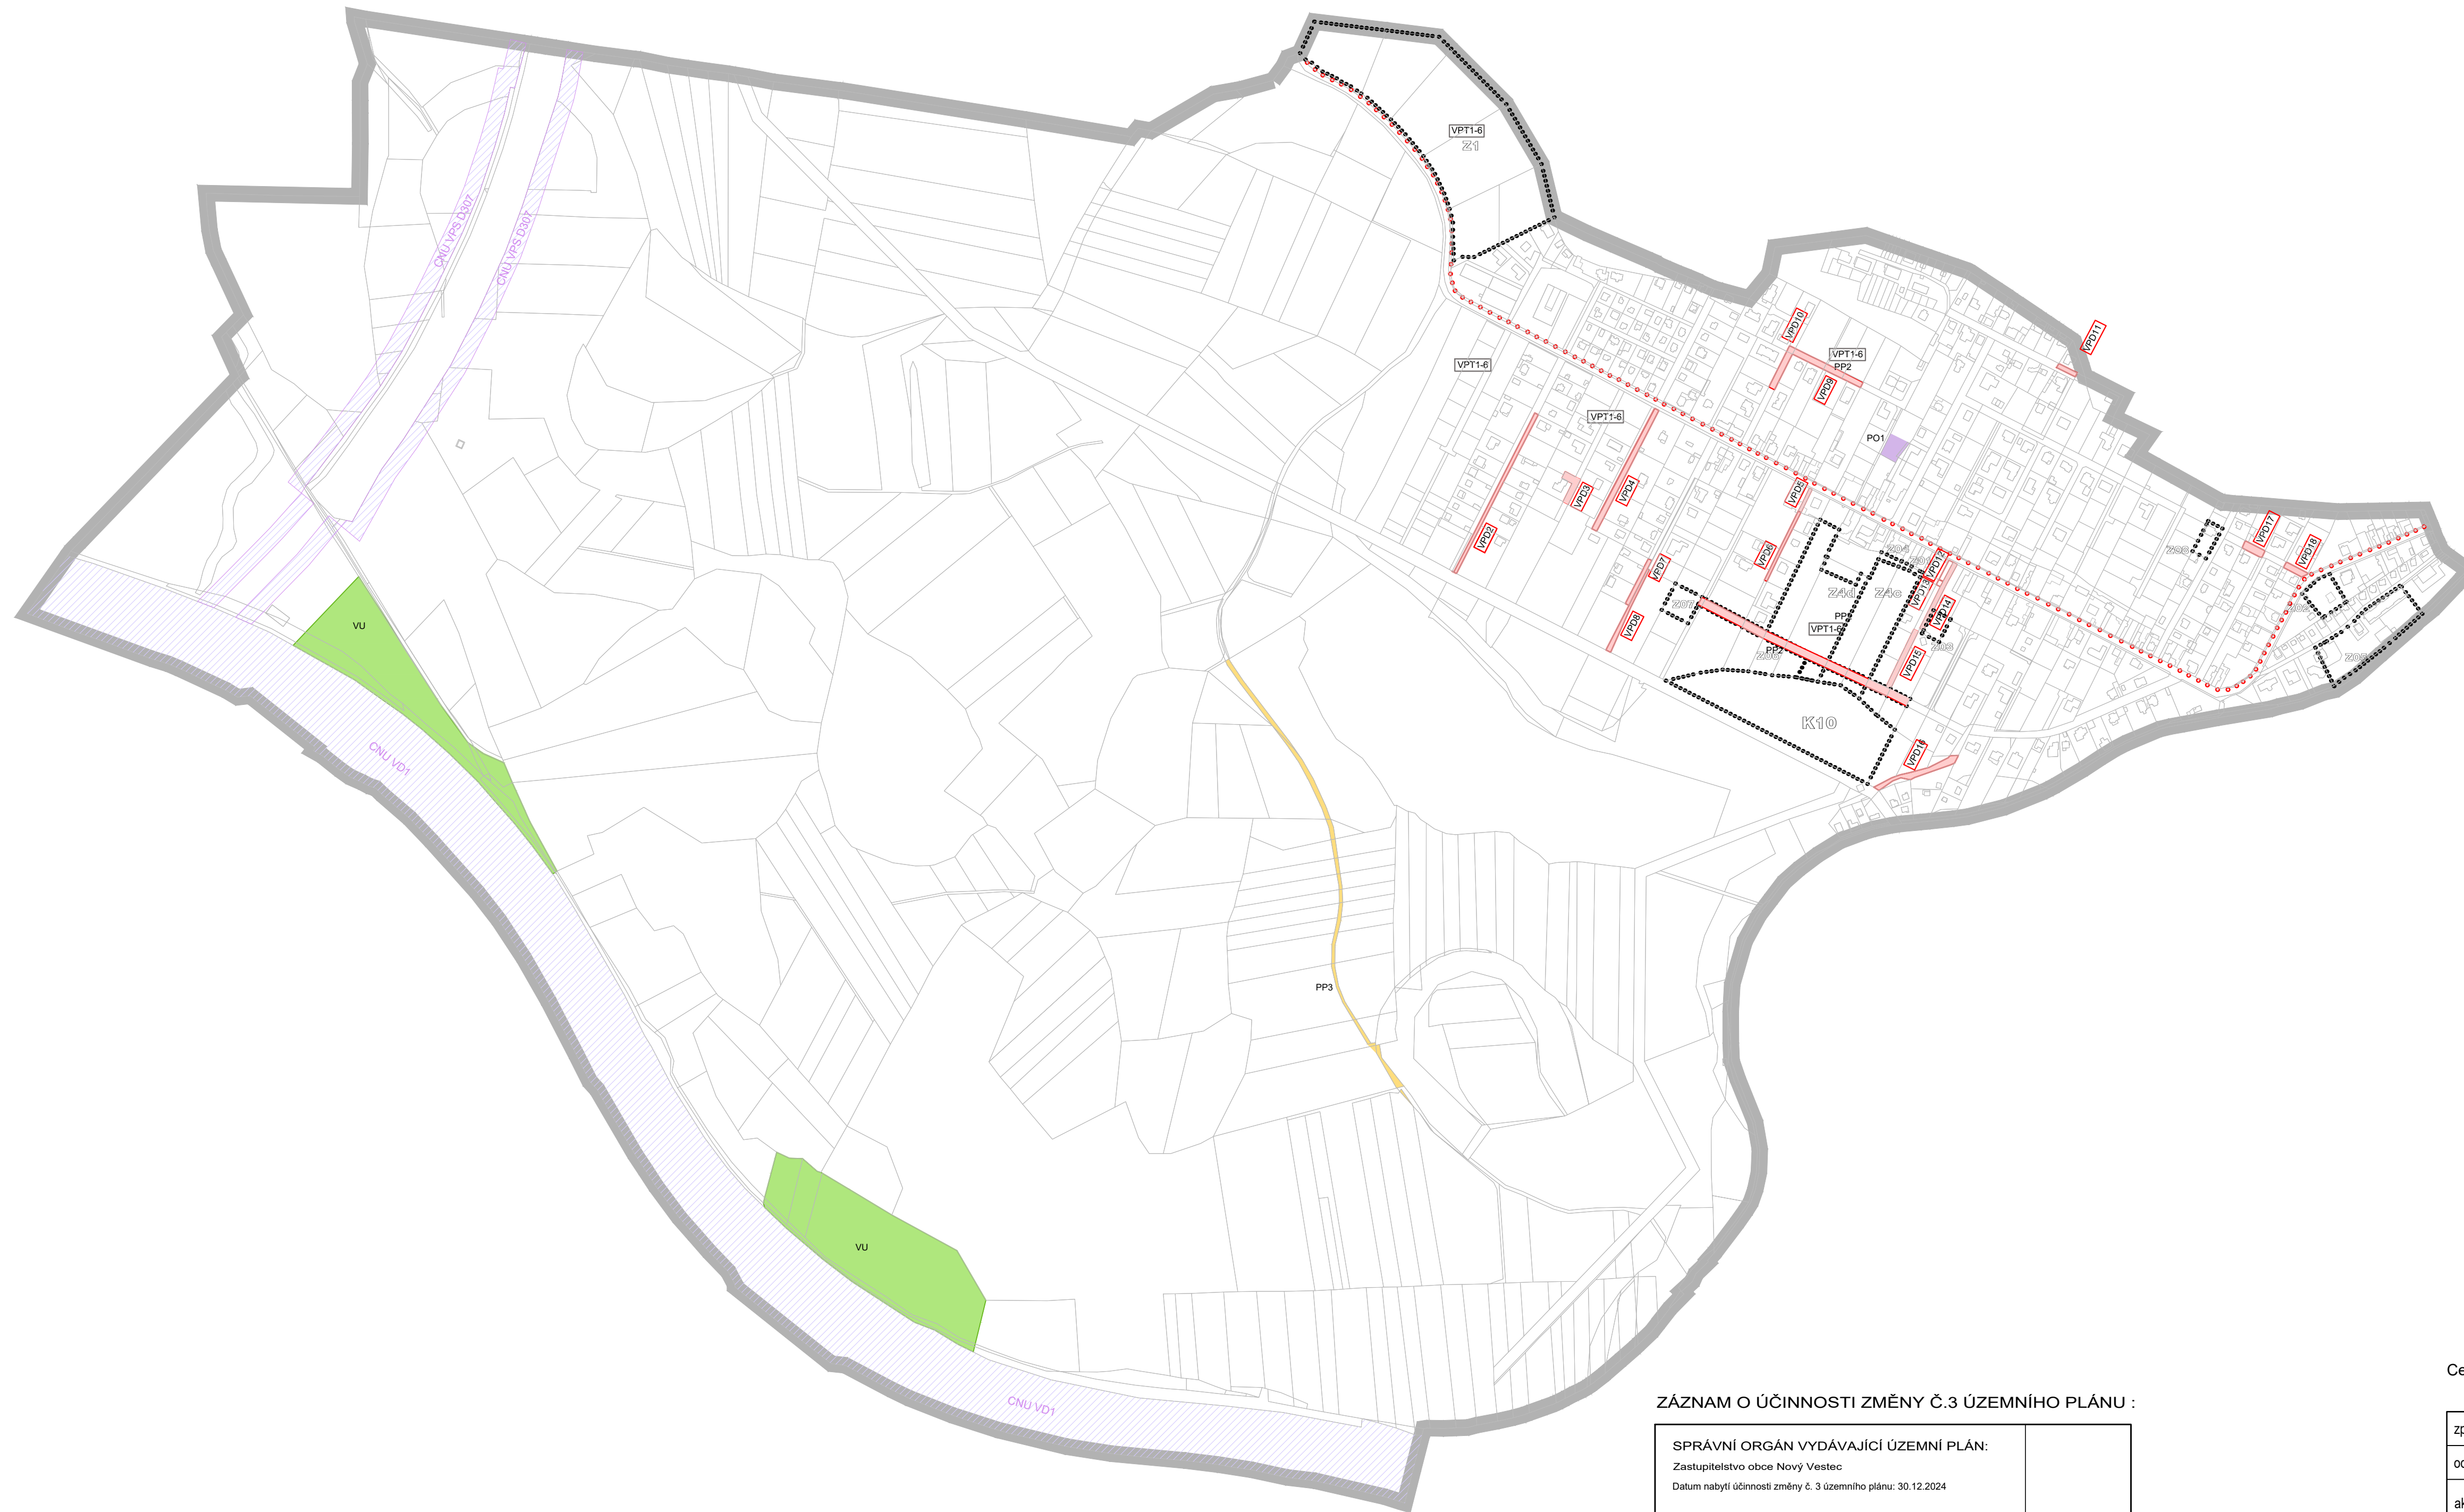 VPT1-6
Z1
CNU VPS D307
CNU VPS D307
VPD10
VPD11
VPT1-6
PP2
VPT1-6
VPD9
VPT1-6
PO1
VPD5
VPD3
VPD4
VPD2
VPD17
VPD18
VPD6
VPD12
VPD7
VPD13
Z4d
Z4c
VPD14
VU
VPT1-6
VPD8
PP2
VPD15
K10
CNU VD1
VPD16
PP3
VU
CNU VD1
ZÁZNAM O ÚČINNOSTI ZMĚNY Č.3 ÚZEMNÍHO PLÁNU :
SPRÁVNÍ ORGÁN VYDÁVAJÍCÍ ÚZEMNÍ PLÁN:
Zastupitelstvo obce Nový Vestec
Datum nabytí účinnosti změny č. 3 územního plánu: 30.12.2024